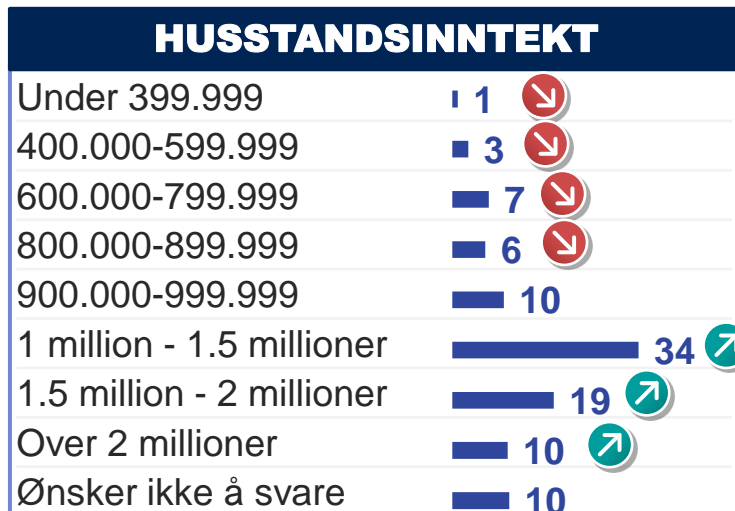 HUSSTANDSINNTEKT
Under 399.999 1
400.000-599.999 3
600.000-799.999 7
800.000-899.999 6
900.000-999.999 10
1 million - 1.5 millioner 34
1.5 million - 2 millioner 19
Over 2 millioner 10
Ønsker ikke å svare 10